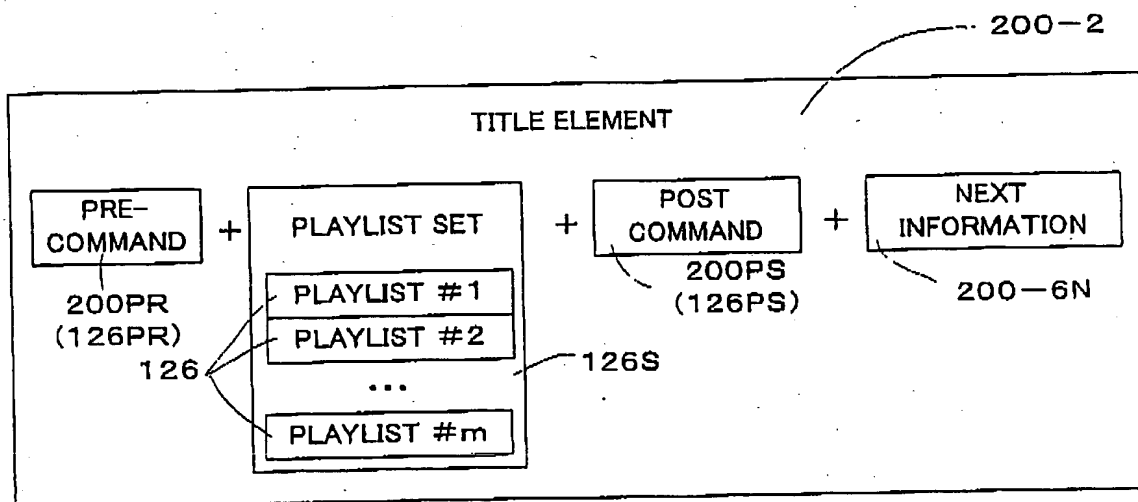 200-2
TITLE ELEMENT
PRE-
COMMAND
+
PLAYLIST SET
+
POST
COMMAND
+
NEXT
INFORMATION
200PR
(126PR)
200PS
(126PS)
200-6N
PLAYLIST #1
PLAYLIST #2
126
126S
...
PLAYLIST #m